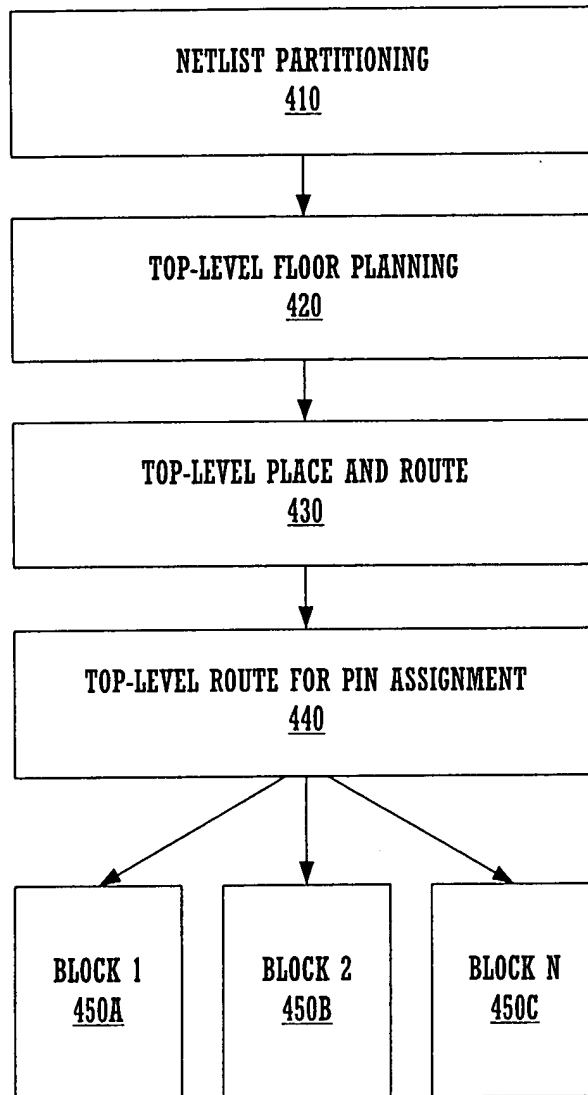 NETLIST PARTITIONING
410
TOP-LEVEL FLOOR PLANNING
420
TOP-LEVEL PLACE AND ROUTE
430
TOP-LEVEL ROUTE FOR PIN ASSIGNMENT
440
BLOCK 1
450A
BLOCK 2
450B
BLOCK N
450C